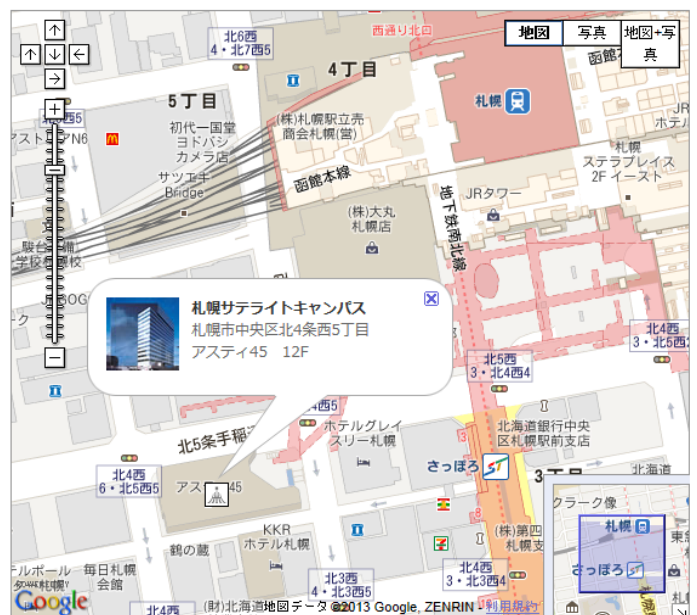 北6西
4・北7西5
西通り北口
地図
写真
地図+写
真
4丁目
5丁目
函館本
札幌
JR
ホテル
初代一国堂
ヨドバシ
カメラ店
(株)札幌駅立売
商会札幌(営)
札幌
ステラプレイス
2F イースト
サツエキ
Bridge
函館本線
地下鉄南北線
JRタワー
(株)大丸
札幌店
札幌サテライトキャンパス
札幌市中央区北4条西5丁目
アスティ45 12F
北4西
3・北5西
北5西
3・北4西4
ホテルグレイ
スリー札幌
北海道銀行中央
区札幌駅前支店
北5条手稲
さっぽろ
3丁目
北海道
北4西
6・北5西5
アス
45
クラーク像
札幌
さっぽろ
KKR
ホテル札幌
鶴の蔵
(株)第四
札幌支
毎日札幌
会館
北3西
4・北3西5
北4西
3・北3西4
北4西
POWERED BY
Google
(財)北海道
地図データ ©2013 Google, ZENRIN - 利用規約